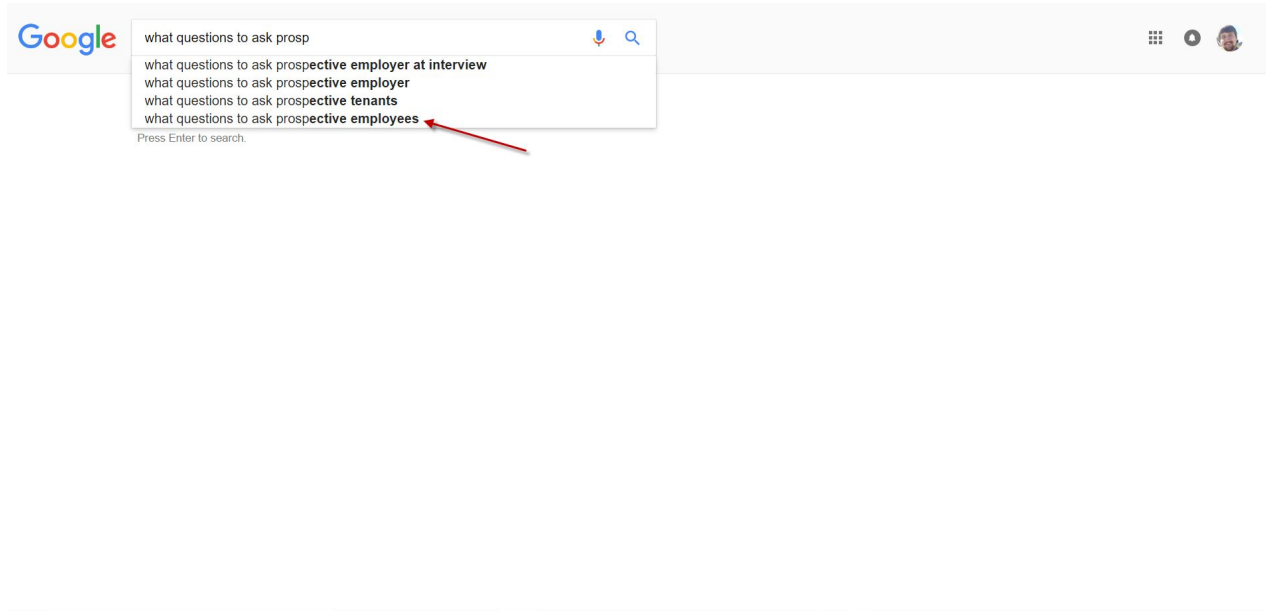 Google
what questions to ask prosp
what questions to ask prospective employer at interview
what questions to ask prospective employer
what questions to ask prospective tenants
what questions to ask prospective employees
Press Enter to search.